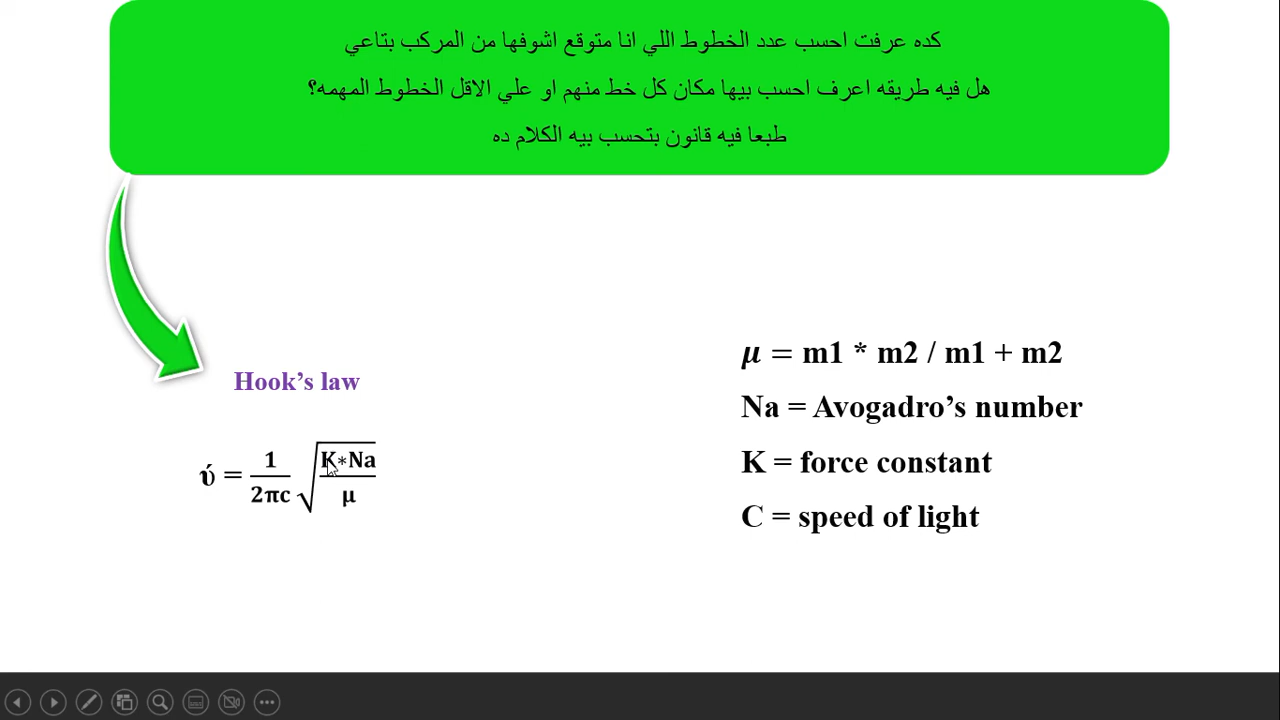 كده عرفت احسب عدد الخطوط اللي انا متوقع اشوفها من المركب بتاعي
هل فيه طريقه اعرف احسب بيها مكان كل خط منهم او علي الاقل الخطوط المهمه؟
طبعا فيه قانون بتحسب بيه الكلام ده
Hook’s law
ύ = 1/2πc √K*Na/μ
μ = m1 * m2 / m1 + m2
Na = Avogadro’s number
K = force constant
C = speed of light